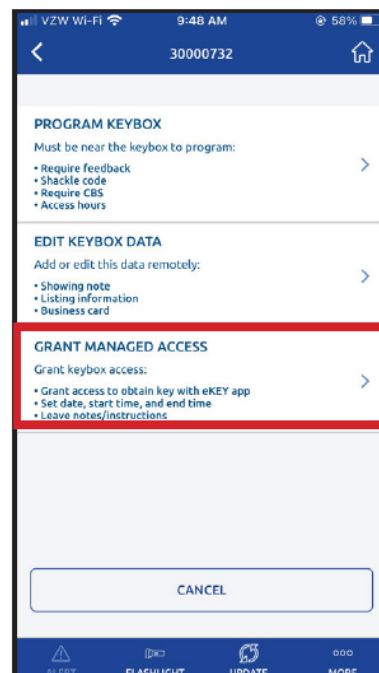 VZW Wi-Fi 9:48 AM 58%
30000732
PROGRAM KEYBOX
Must be near the keybox to program:
• Require feedback
• Shackle code
• Require CBS
• Access hours
EDIT KEYBOX DATA
Add or edit this data remotely:
• Showing note
• Listing information
• Business card
GRANT MANAGED ACCESS
Grant keybox access:
• Grant access to obtain key with eKEY app
• Set date, start time, and end time
• Leave notes/instructions
CANCEL
ALERT FLASHLIGHT UPDATE MORE